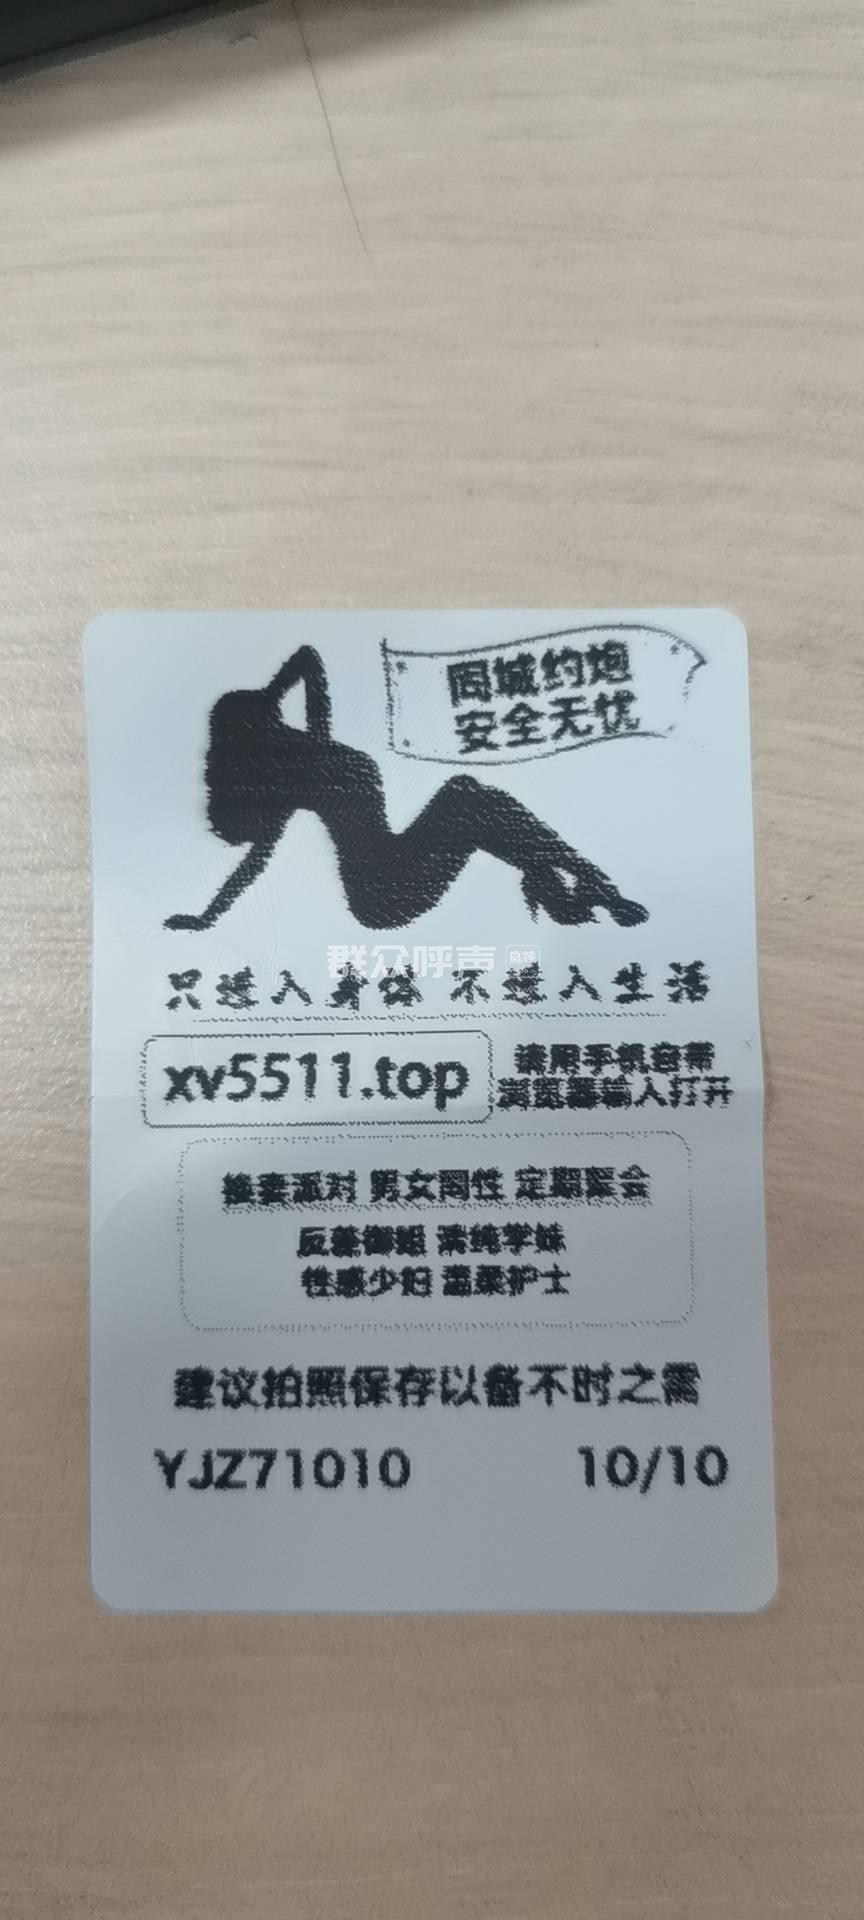 同城约炮
安全无忧
群众呼声 麻辣
只进入身体 不进入生活
xv5511.top
请用手机自带
浏览器输入打开
换妻派对 男女同性 定期聚会
反差御姐 清纯学妹
性感少妇 温柔护士
建议拍照保存以备不时之需
YJZ71010 10/10